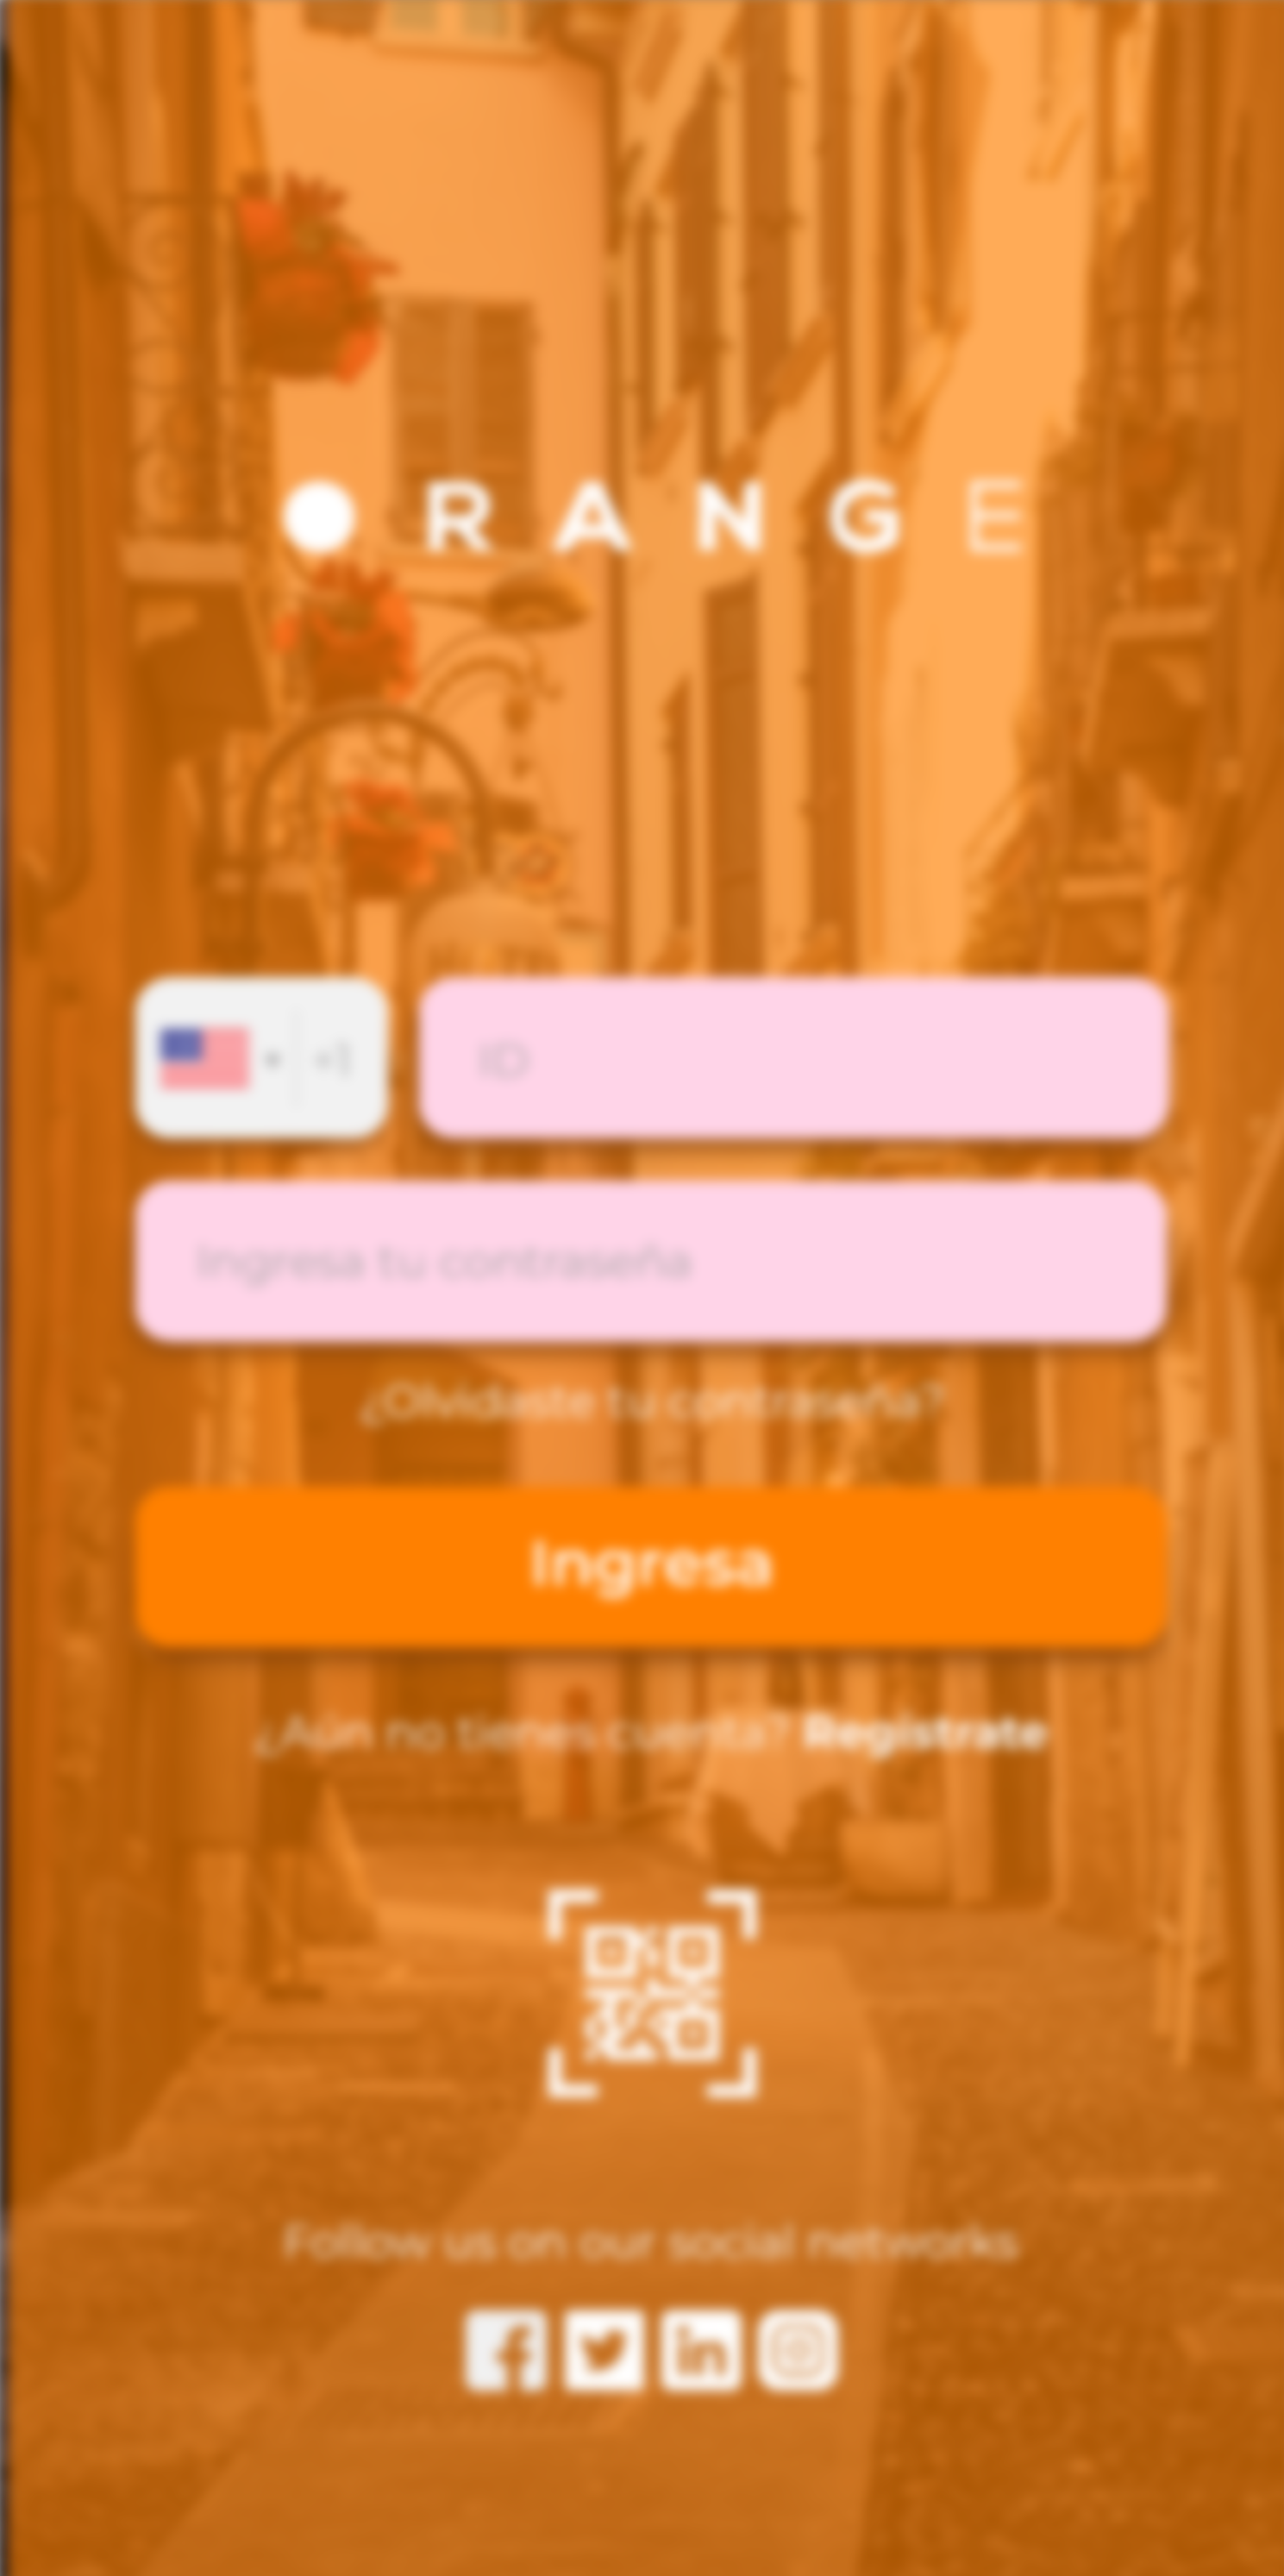 ● RANGE
+1
ID
Ingresa tu contraseña
¿Olvidaste tu contraseña?
Ingresa
¿Aún no tienes cuenta? Regístrate
Follow us on our social networks